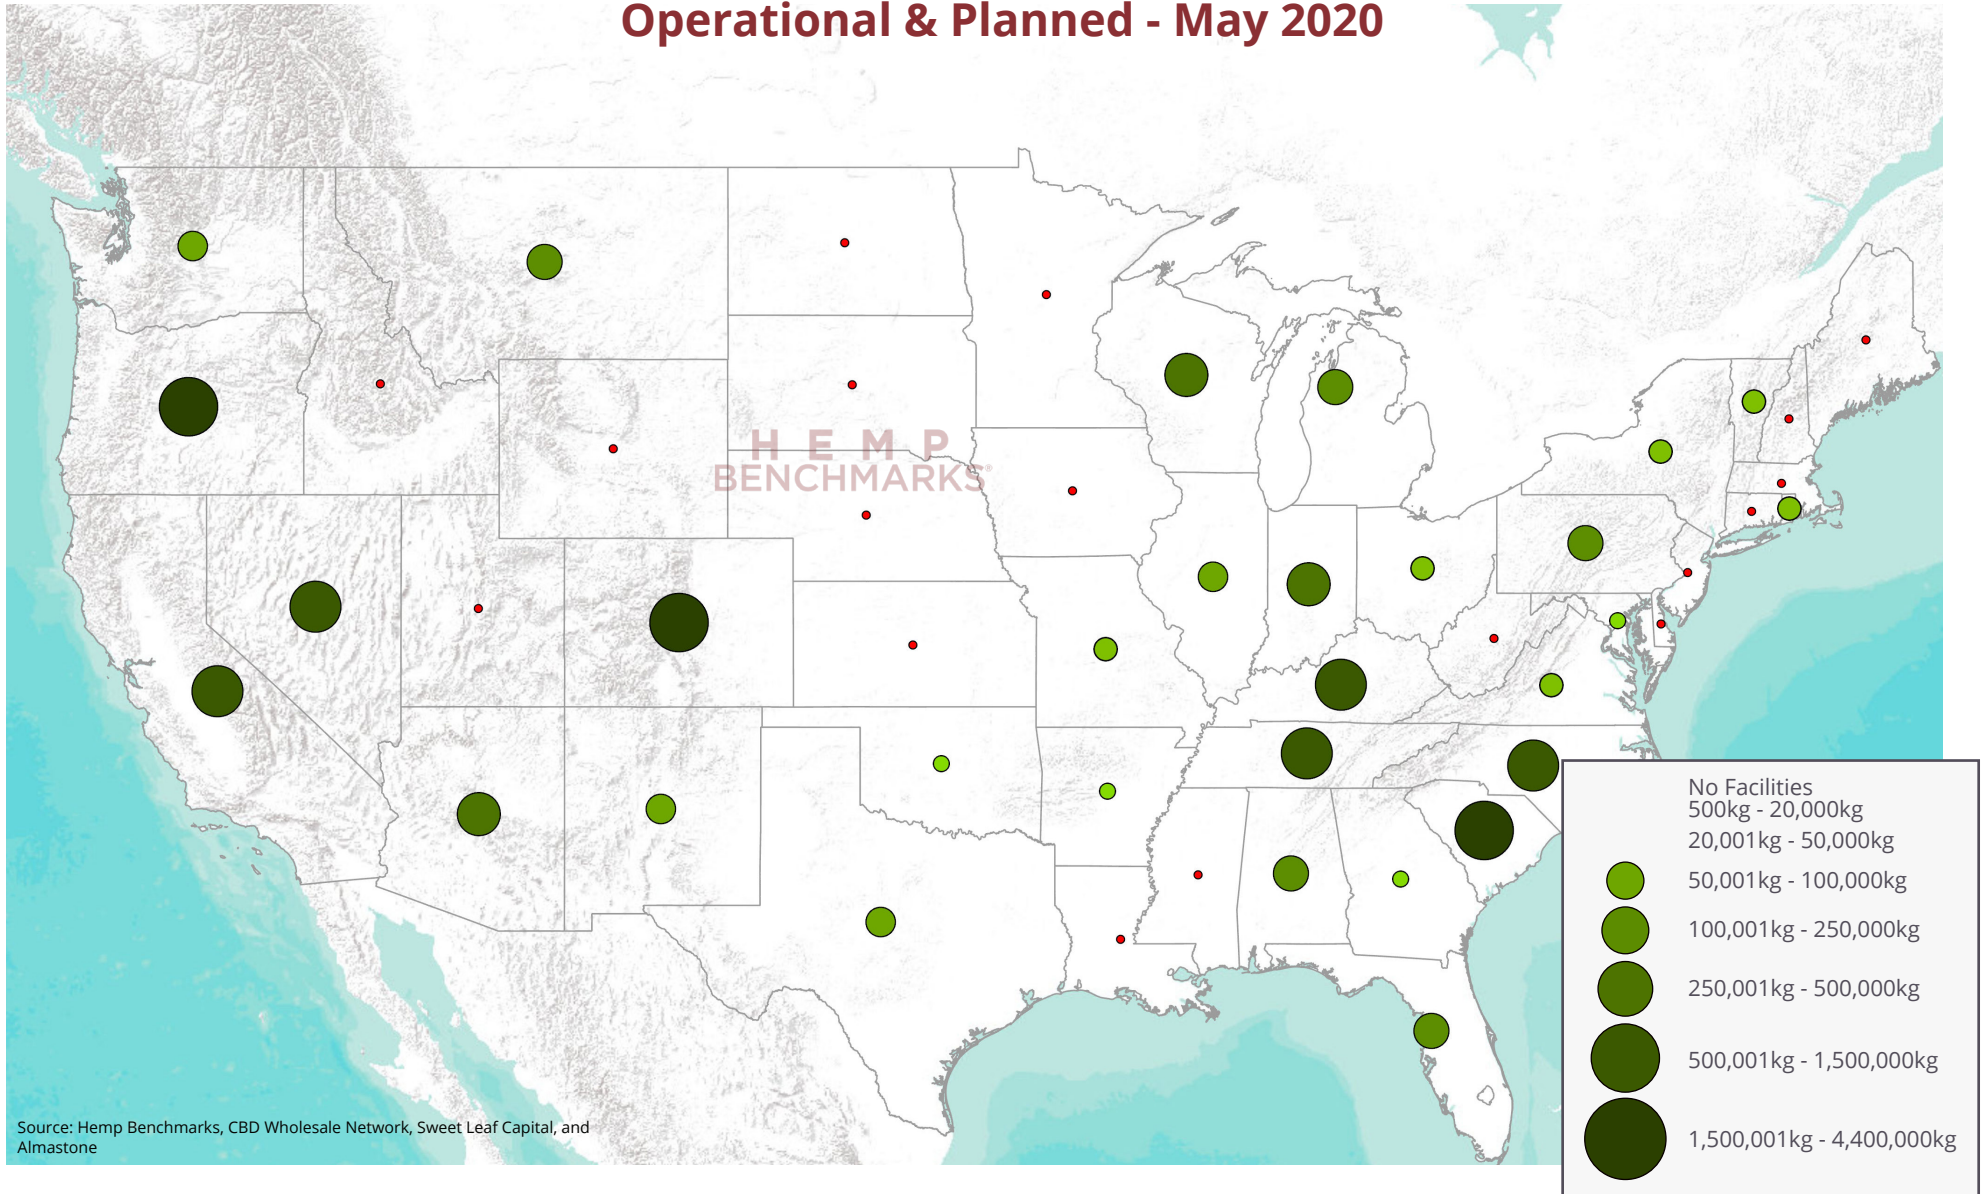 Operational & Planned - May 2020
HEMP
BENCHMARKS®
No Facilities
500kg - 20,000kg
20,001kg - 50,000kg
50,001kg - 100,000kg
100,001kg - 250,000kg
250,001kg - 500,000kg
500,001kg - 1,500,000kg
1,500,001kg - 4,400,000kg
Source: Hemp Benchmarks, CBD Wholesale Network, Sweet Leaf Capital, and
Almastone